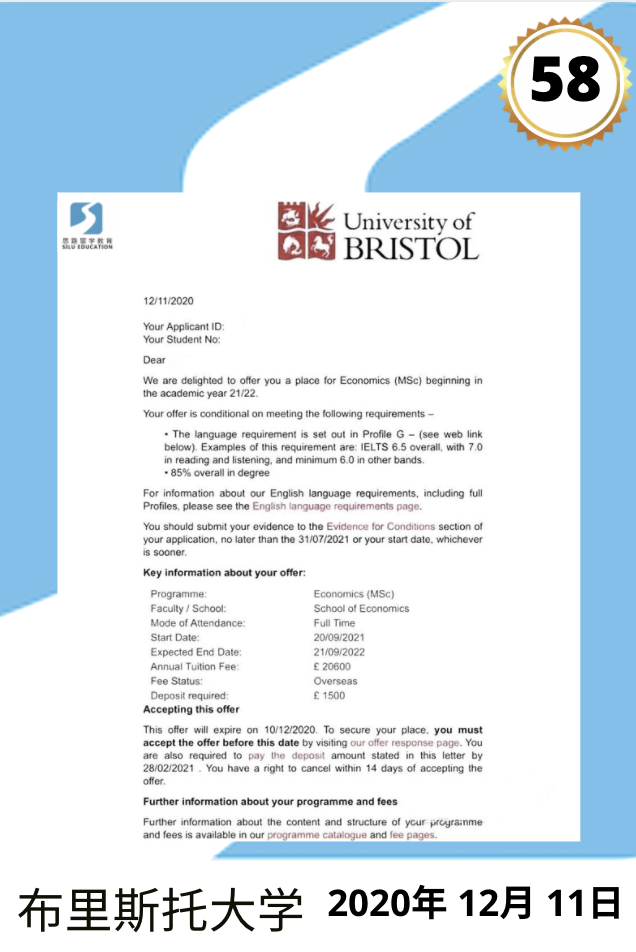 58
思路留学教育
SILU EDUCATION
University of
BRISTOL
12/11/2020
Your Applicant ID:
Your Student No:
Dear
We are delighted to offer you a place for Economics (MSc) beginning in
the academic year 21/22.
Your offer is conditional on meeting the following requirements –
• The language requirement is set out in Profile G – (see web link
below). Examples of this requirement are: IELTS 6.5 overall, with 7.0
in reading and listening, and minimum 6.0 in other bands.
• 85% overall in degree
For information about our English language requirements, including full
Profiles, please see the English language requirements page.
You should submit your evidence to the Evidence for Conditions section of
your application, no later than the 31/07/2021 or your start date, whichever
is sooner.
Key information about your offer:
Programme: Economics (MSc)
Faculty / School: School of Economics
Mode of Attendance: Full Time
Start Date: 20/09/2021
Expected End Date: 21/09/2022
Annual Tuition Fee: £ 20600
Fee Status: Overseas
Deposit required: £ 1500
Accepting this offer
This offer will expire on 10/12/2020. To secure your place, you must
accept the offer before this date by visiting our offer response page. You
are also required to pay the deposit amount stated in this letter by
28/02/2021 . You have a right to cancel within 14 days of accepting the
offer.
Further information about your programme and fees
Further information about the content and structure of your programme
and fees is available in our programme catalogue and fee pages.
布里斯托大学 2020年 12月 11日